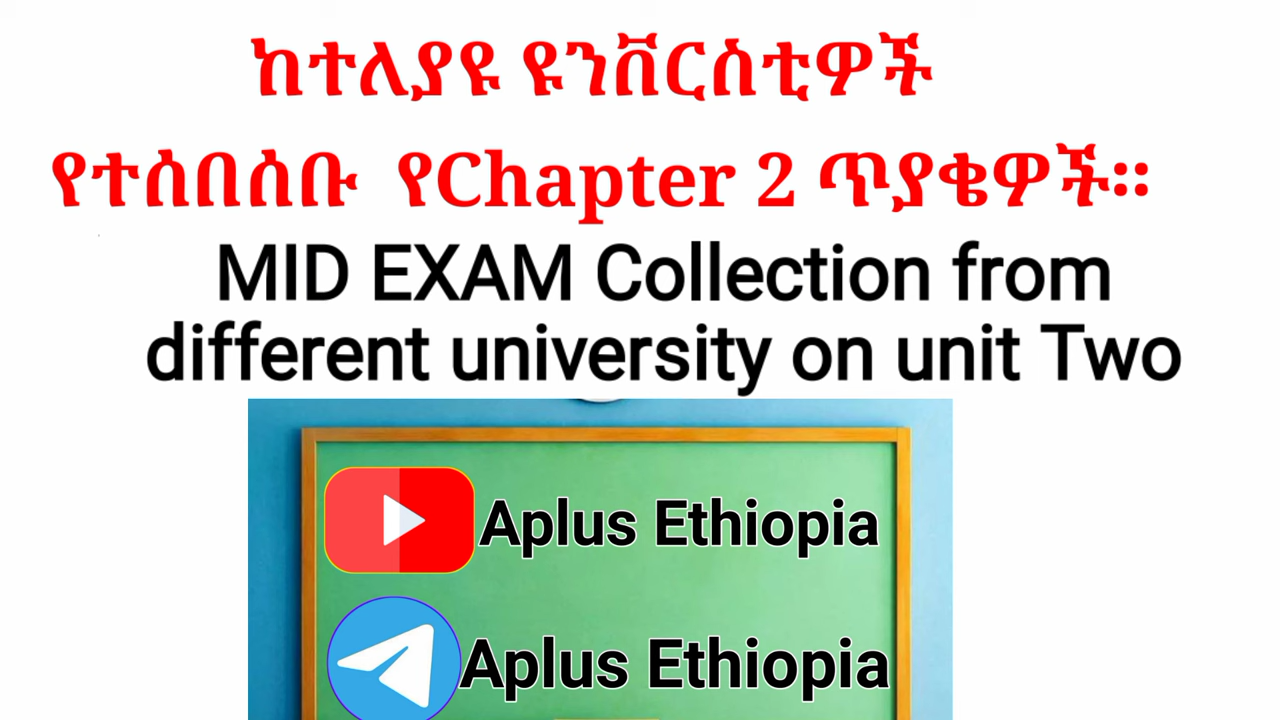 ከተለያዩ ዩንቨርስቲዎች
የተሰበሰቡ የChapter 2 ጥያቄዎች።
MID EXAM Collection from
different university on unit Two
Aplus Ethiopia
Aplus Ethiopia